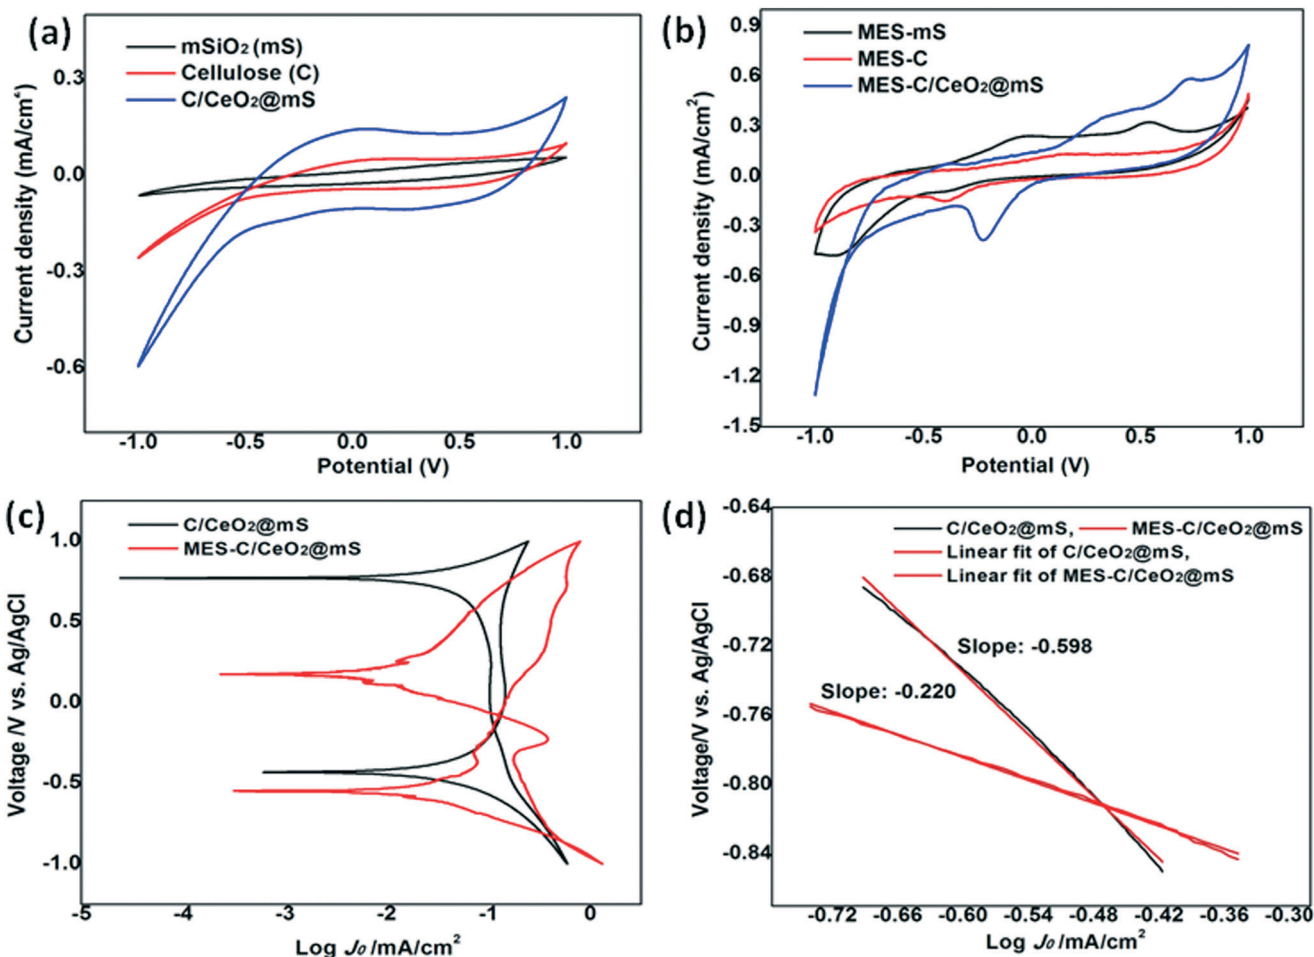 (a)
mSiO₂ (mS)
Cellulose (C)
C/CeO₂@mS
0.3
0.0
-0.3
-0.6
Current density (mA/cm²)
-1.0 -0.5 0.0 0.5 1.0
Potential (V)
(b)
MES-mS
MES-C
MES-C/CeO₂@mS
0.9
0.6
0.3
0.0
-0.3
-0.6
-0.9
-1.2
-1.5
Current density (mA/cm²)
-1.0 -0.5 0.0 0.5 1.0
Potential (V)
(c)
C/CeO₂@mS
MES-C/CeO₂@mS
1.0
0.5
0.0
-0.5
-1.0
Voltage /V vs. Ag/AgCl
-5 -4 -3 -2 -1 0
Log J₀ /mA/cm²
(d)
C/CeO₂@mS, MES-C/CeO₂@mS
Linear fit of C/CeO₂@mS,
Linear fit of MES-C/CeO₂@mS
Slope: -0.598
Slope: -0.220
-0.64
-0.68
-0.72
-0.76
-0.80
-0.84
Voltage/V vs. Ag/AgCl
-0.72 -0.66 -0.60 -0.54 -0.48 -0.42 -0.36 -0.30
Log J₀ /mA/cm²